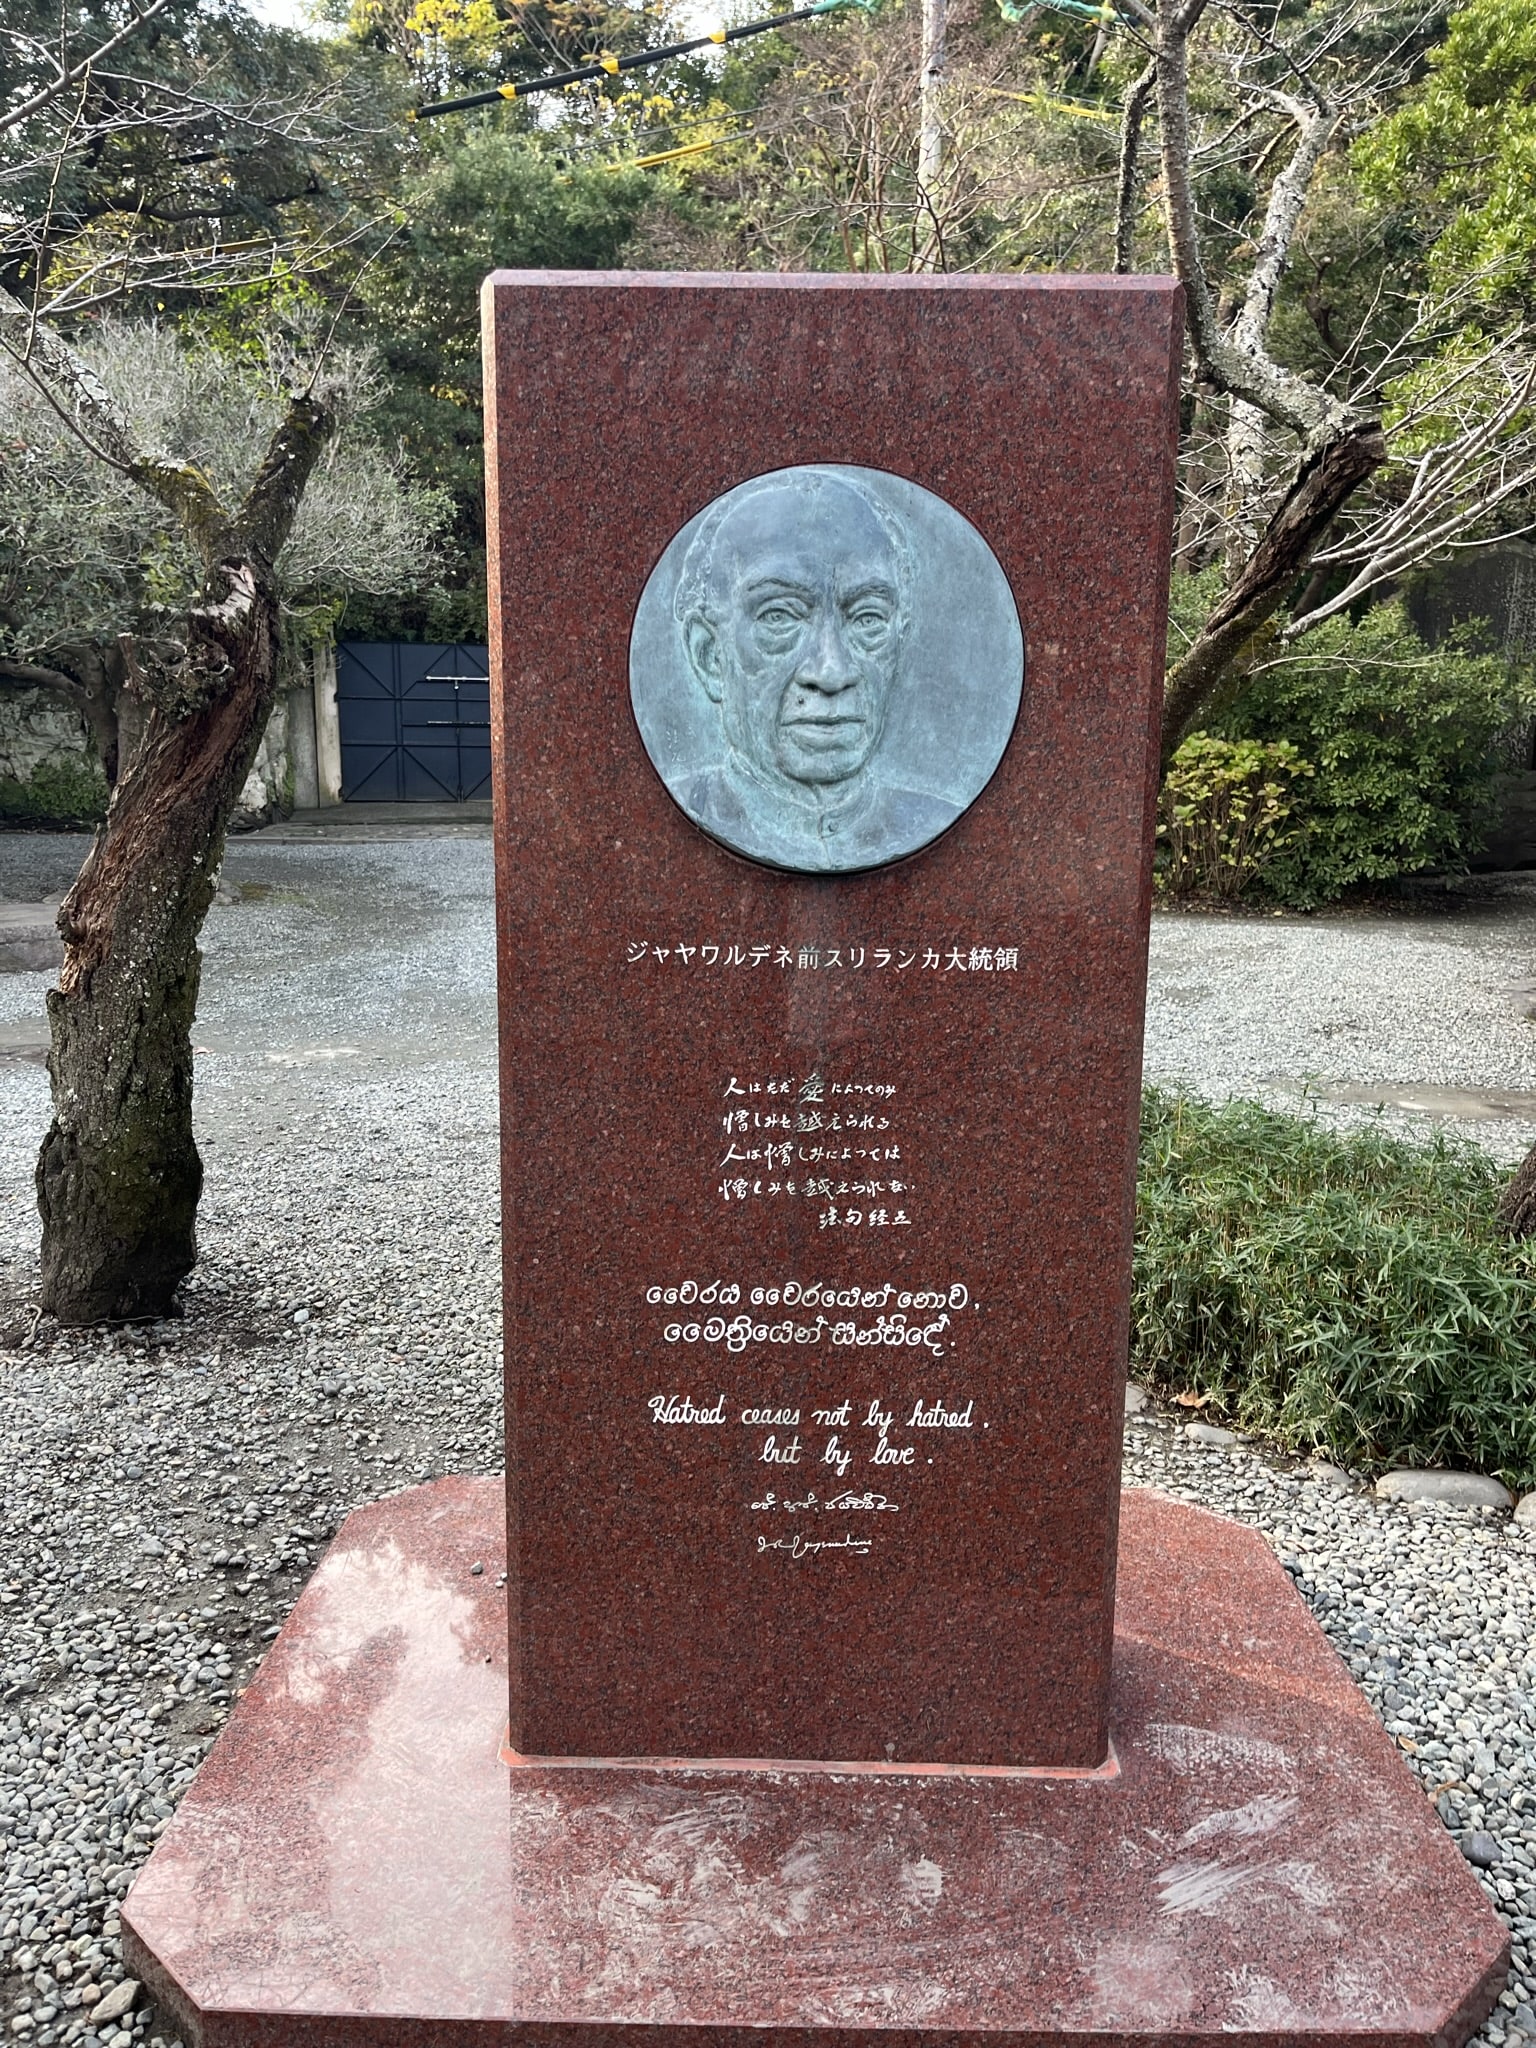 ジャヤワルデネ前スリランカ大統領
人はただ愛によってのみ
憎しみを越えられる
人は憎しみによっては
憎しみを越えられない
法句経五
වෛරය වෛරයෙන් නොව,
මෛත්‍රියෙන් සන්සිඳේ.
Hatred ceases not by hatred.
but by love.